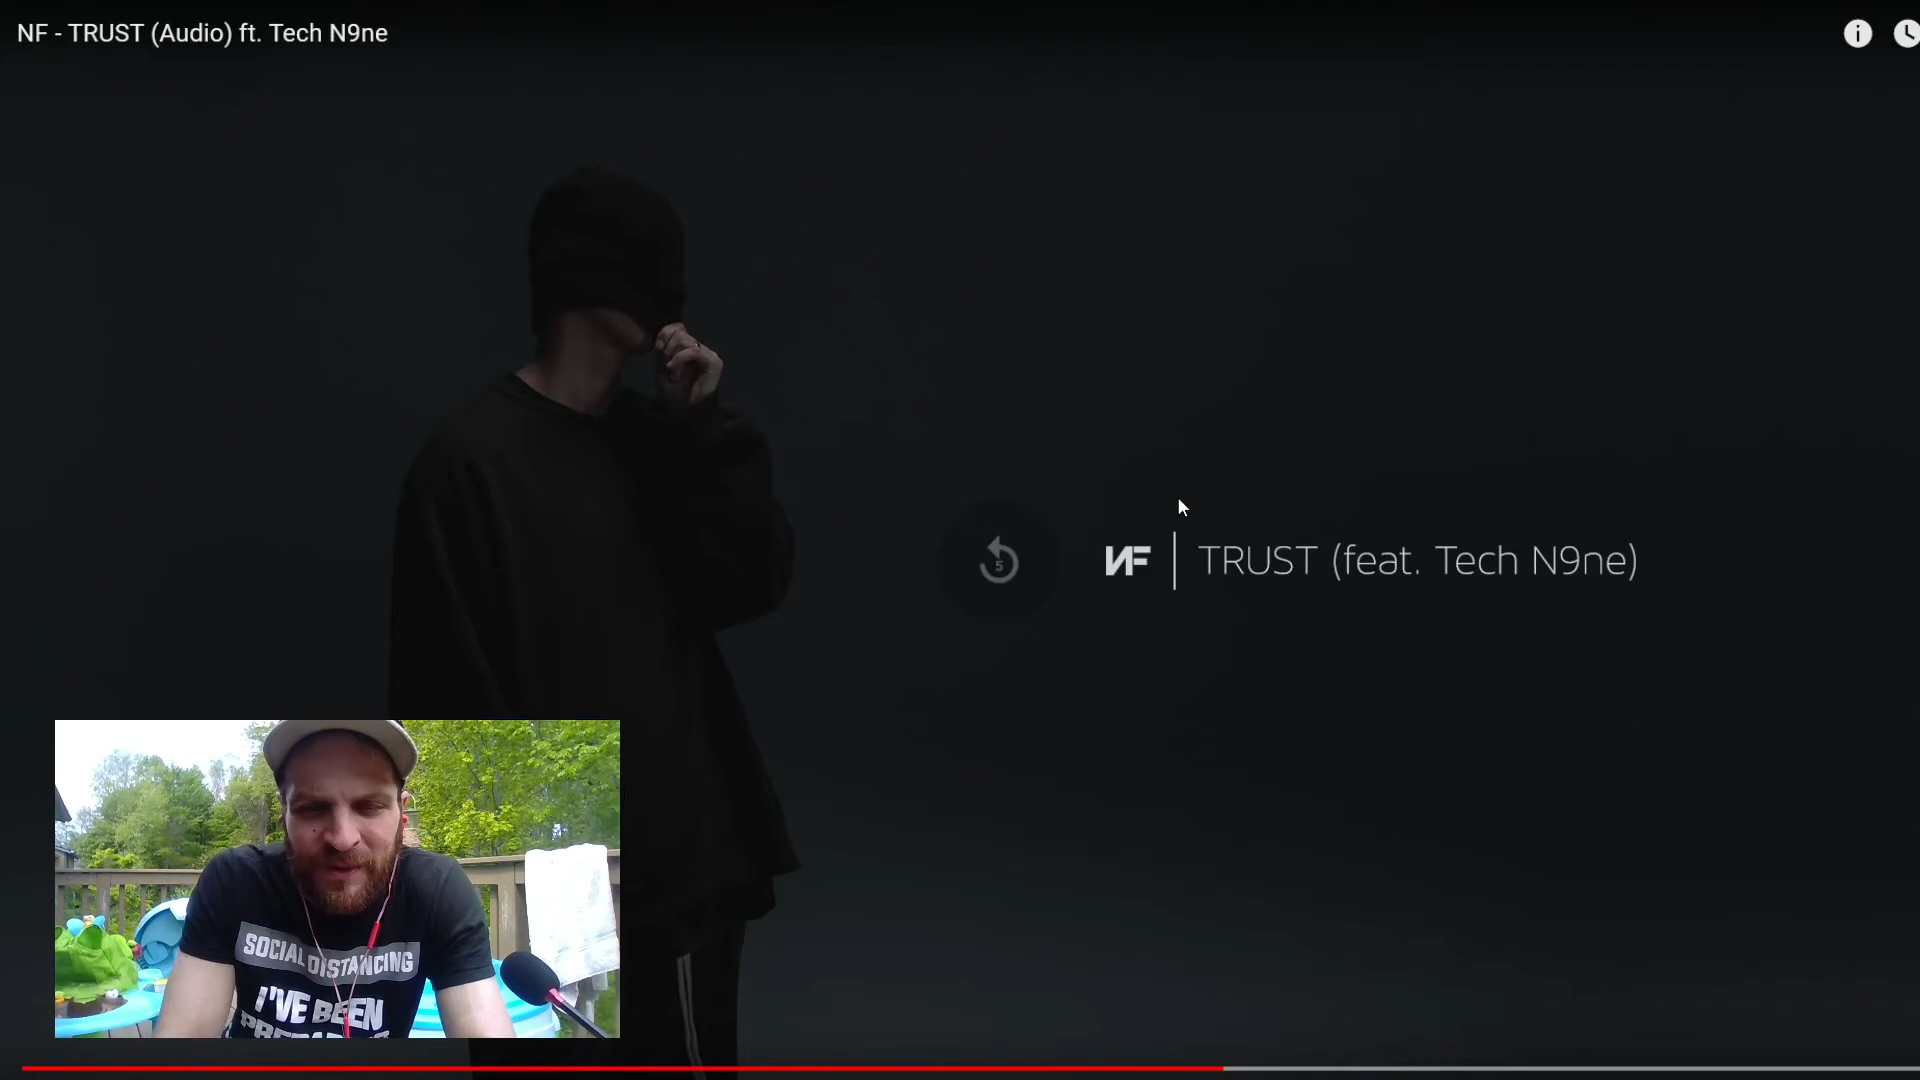 NF - TRUST (Audio) ft. Tech N9ne
5
NF | TRUST (feat. Tech N9ne)
SOCIAL DISTANCING
I'VE BEEN